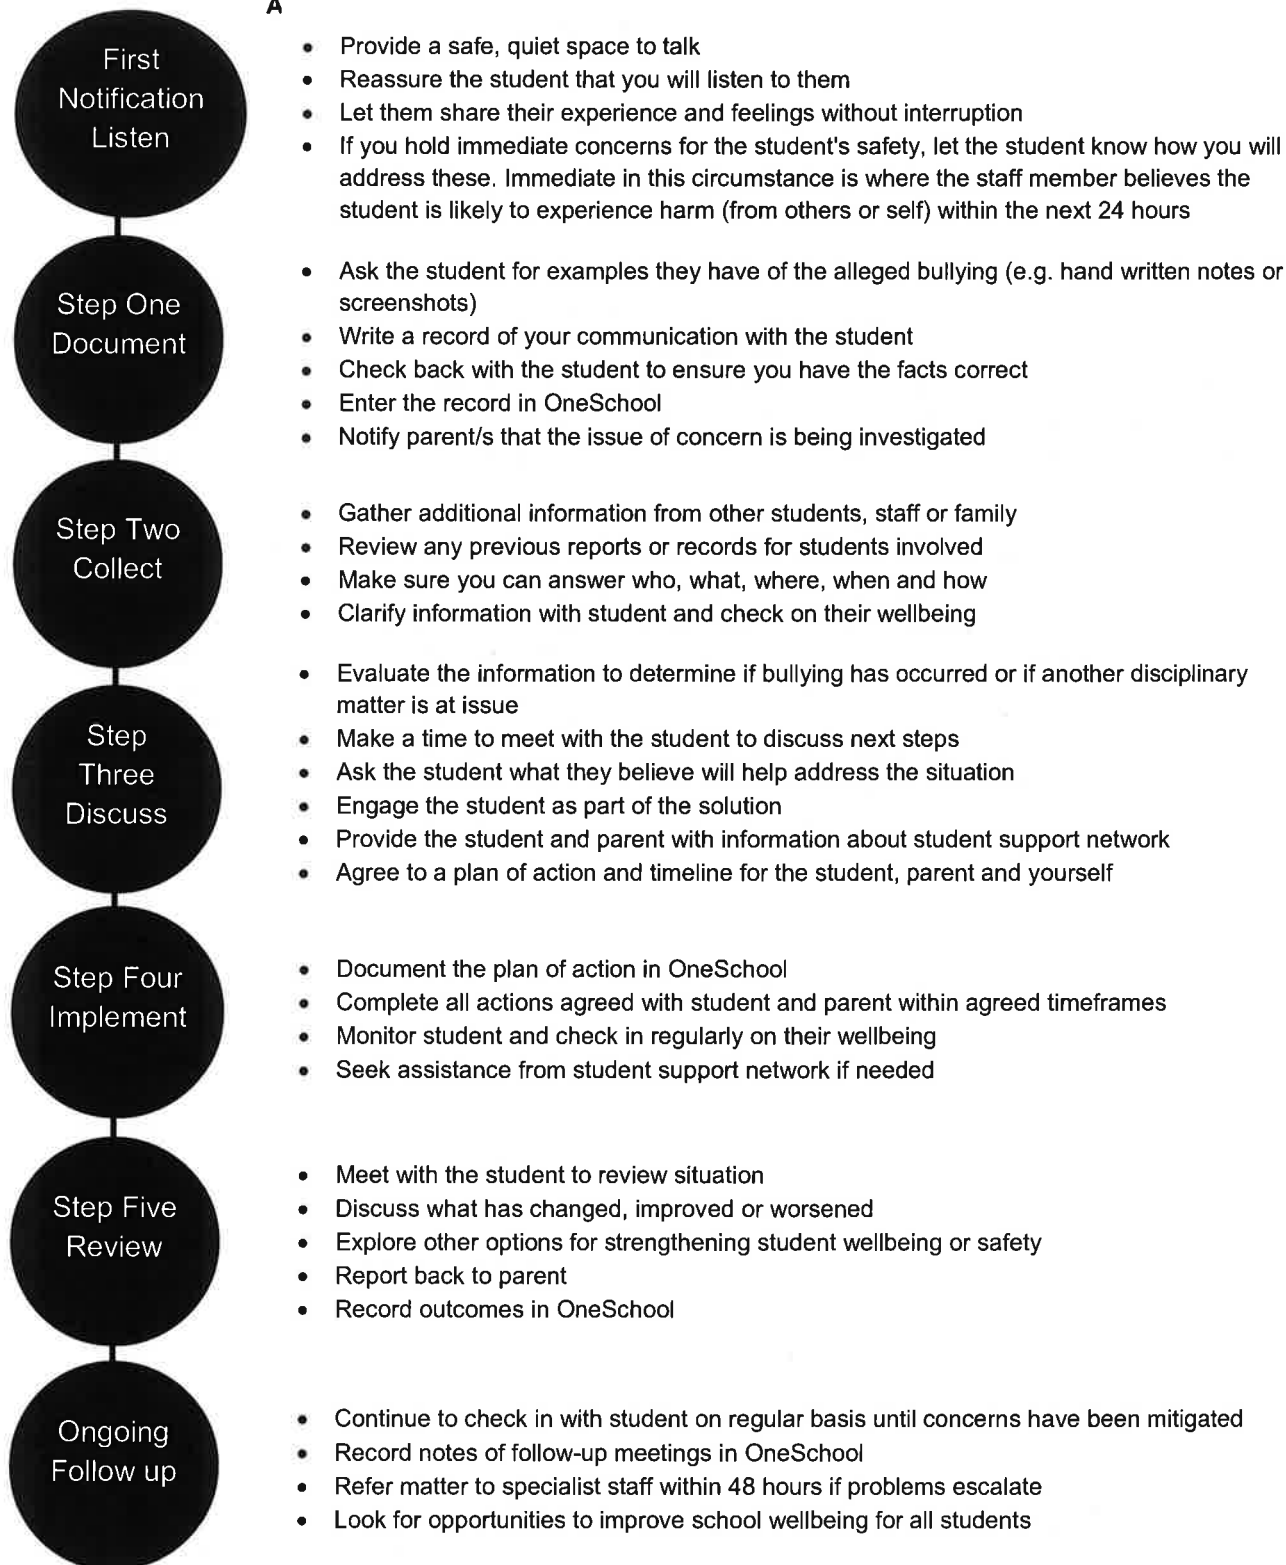 A
First
Notification
Listen
• Provide a safe, quiet space to talk
• Reassure the student that you will listen to them
• Let them share their experience and feelings without interruption
• If you hold immediate concerns for the student's safety, let the student know how you will
address these. Immediate in this circumstance is where the staff member believes the
student is likely to experience harm (from others or self) within the next 24 hours
Step One
Document
• Ask the student for examples they have of the alleged bullying (e.g. hand written notes or
screenshots)
• Write a record of your communication with the student
• Check back with the student to ensure you have the facts correct
• Enter the record in OneSchool
• Notify parent/s that the issue of concern is being investigated
Step Two
Collect
• Gather additional information from other students, staff or family
• Review any previous reports or records for students involved
• Make sure you can answer who, what, where, when and how
• Clarify information with student and check on their wellbeing
Step
Three
Discuss
• Evaluate the information to determine if bullying has occurred or if another disciplinary
matter is at issue
• Make a time to meet with the student to discuss next steps
• Ask the student what they believe will help address the situation
• Engage the student as part of the solution
• Provide the student and parent with information about student support network
• Agree to a plan of action and timeline for the student, parent and yourself
Step Four
Implement
• Document the plan of action in OneSchool
• Complete all actions agreed with student and parent within agreed timeframes
• Monitor student and check in regularly on their wellbeing
• Seek assistance from student support network if needed
Step Five
Review
• Meet with the student to review situation
• Discuss what has changed, improved or worsened
• Explore other options for strengthening student wellbeing or safety
• Report back to parent
• Record outcomes in OneSchool
Ongoing
Follow up
• Continue to check in with student on regular basis until concerns have been mitigated
• Record notes of follow-up meetings in OneSchool
• Refer matter to specialist staff within 48 hours if problems escalate
• Look for opportunities to improve school wellbeing for all students